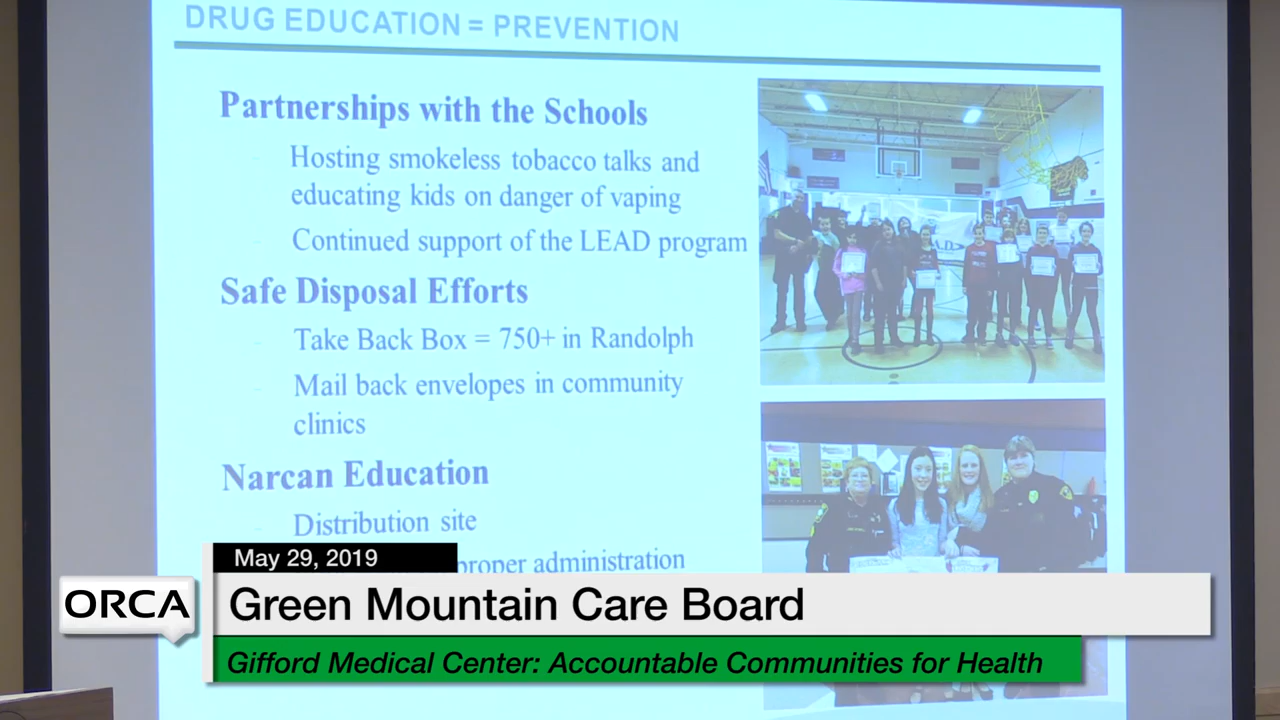 DRUG EDUCATION = PREVENTION
Partnerships with the Schools
Hosting smokeless tobacco talks and
educating kids on danger of vaping
Continued support of the LEAD program
Safe Disposal Efforts
Take Back Box = 750+ in Randolph
Mail back envelopes in community
clinics
Narcan Education
Distribution site
proper administration
May 29, 2019
ORCA
Green Mountain Care Board
Gifford Medical Center: Accountable Communities for Health